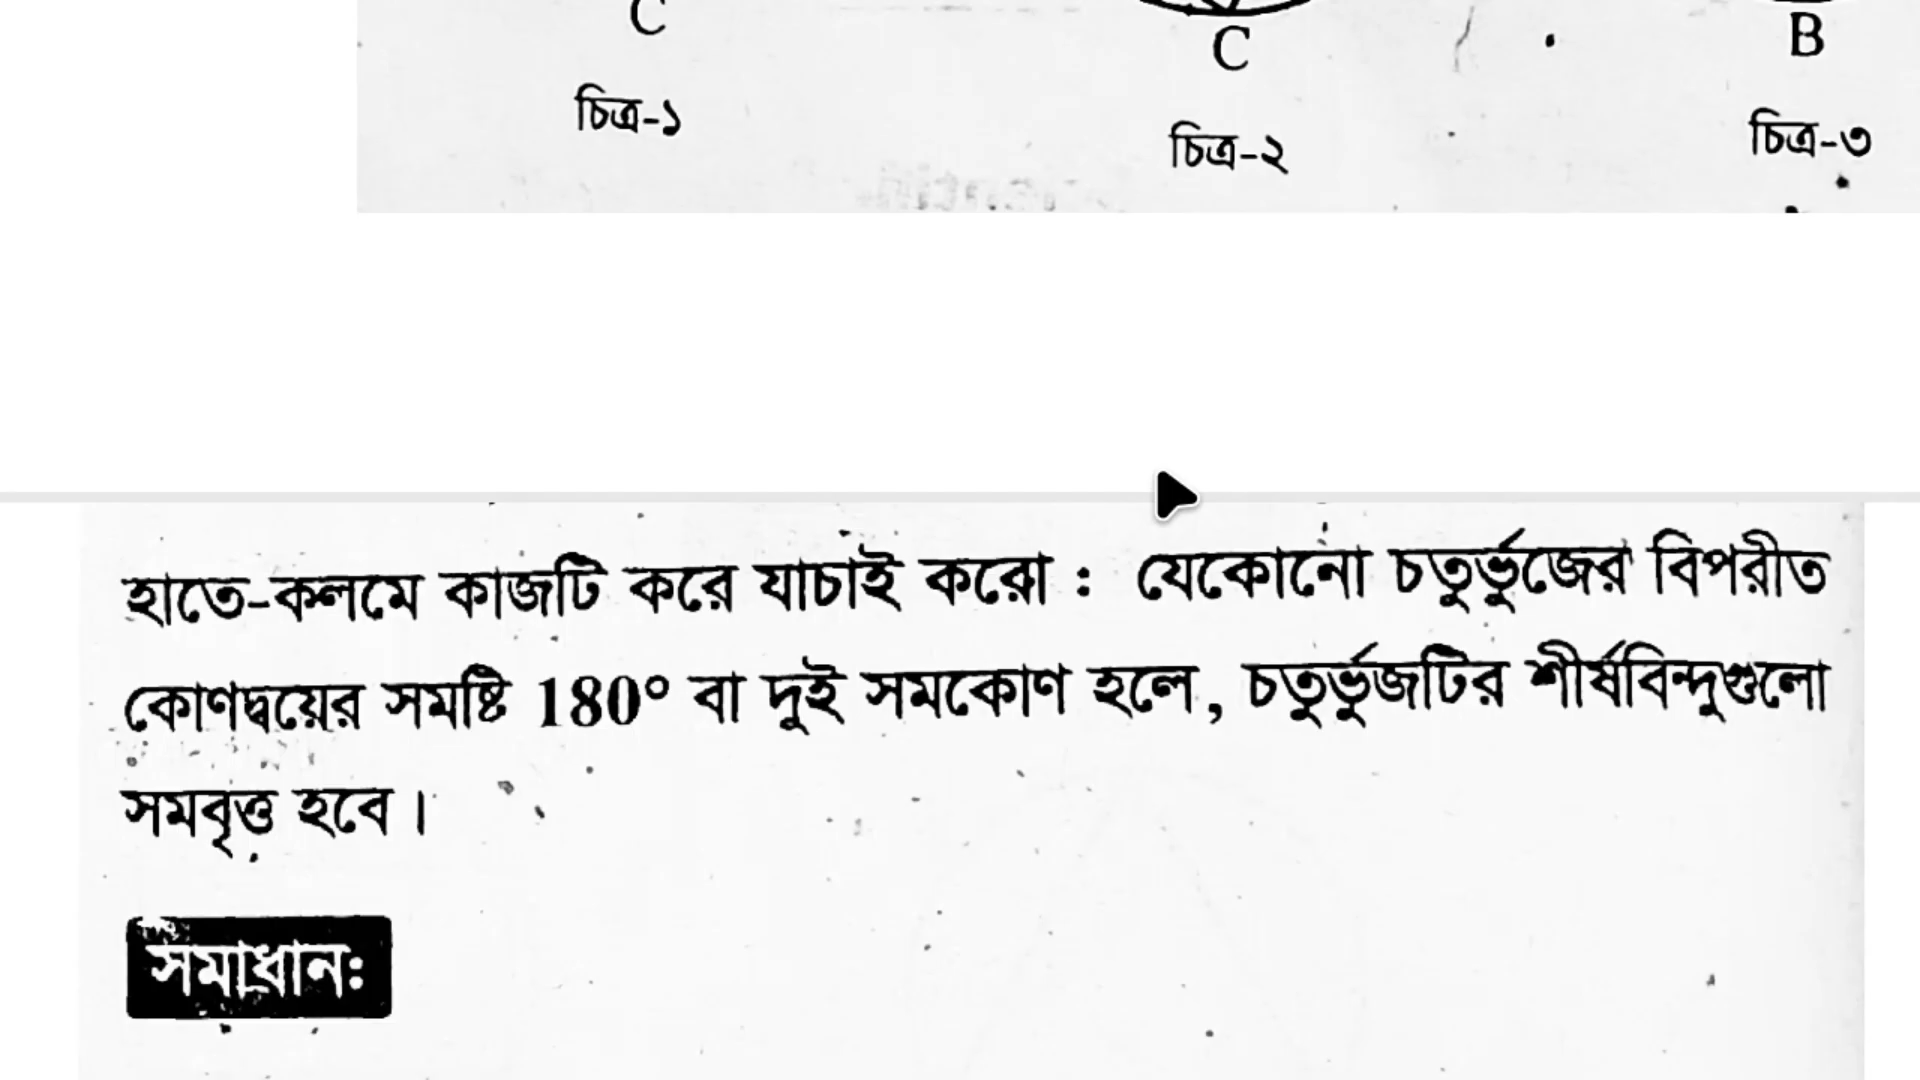 C
C
B
চিত্র-১
চিত্র-২
চিত্র-৩
হাতে-কলমে কাজটি করে যাচাই করো : যেকোনো চতুর্ভুজের বিপরীত
কোণদ্বয়ের সমষ্টি 180° বা দুই সমকোণ হলে, চতুর্ভুজটির শীর্ষবিন্দুগুলো
সমবৃত্ত হবে।
সমাধান: